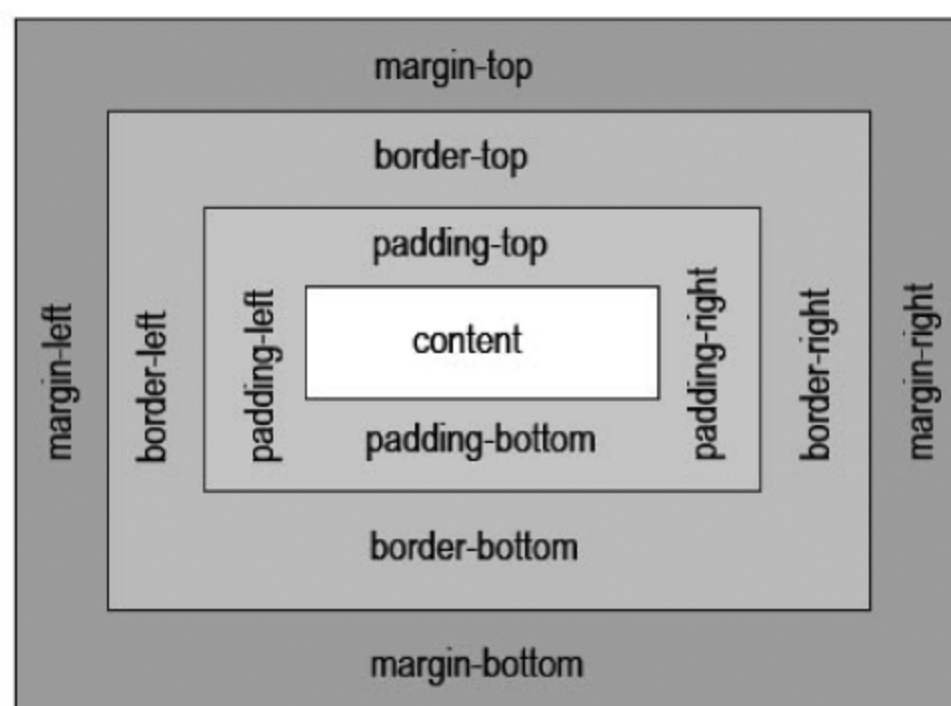 margin-top
border-top
padding-top
margin-left
border-left
padding-left
content
padding-right
border-right
margin-right
padding-bottom
border-bottom
margin-bottom